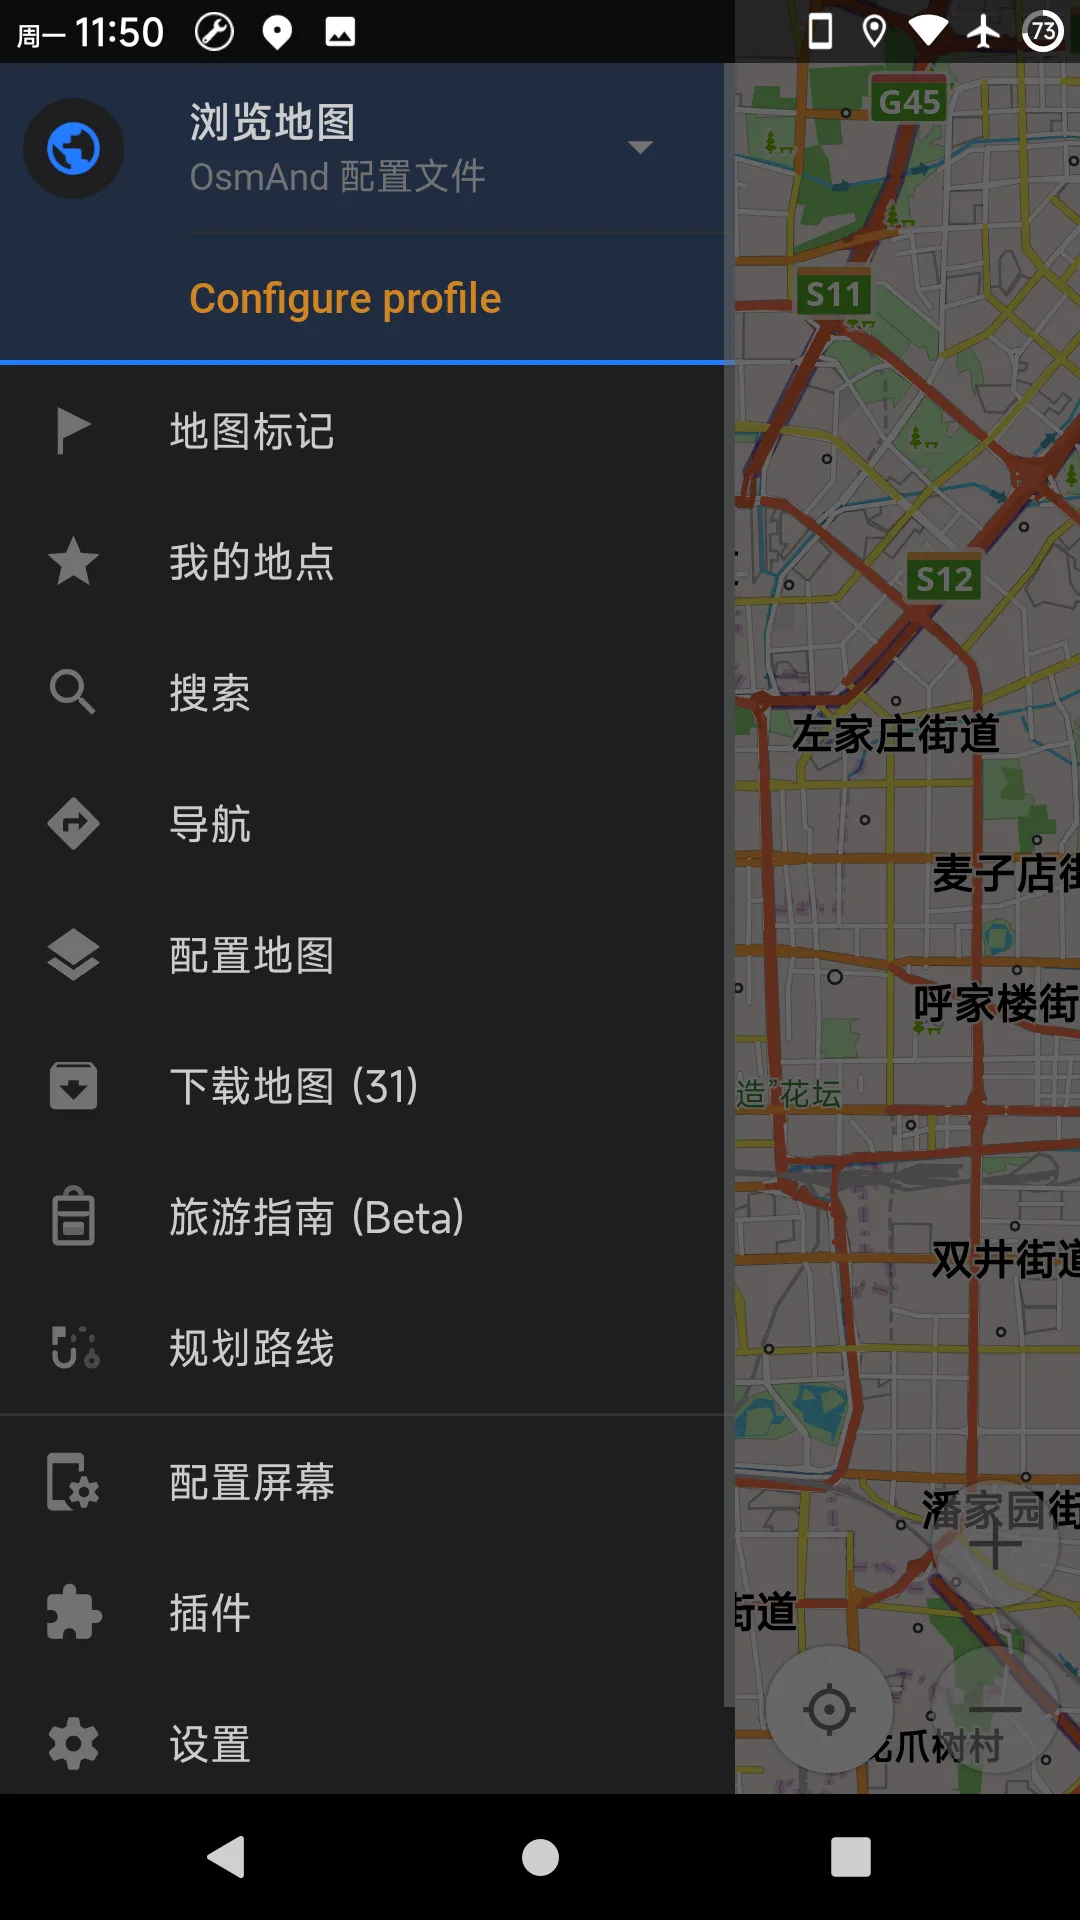 周一 11:50
73
浏览地图
OsmAnd 配置文件
Configure profile
地图标记
我的地点
搜索
导航
配置地图
下载地图 (31)
旅游指南 (Beta)
规划路线
配置屏幕
插件
设置
G45
S11
S12
左家庄街道
麦子店街
呼家楼街
造”花坛
双井街道
潘家园街
街道
龙爪树村